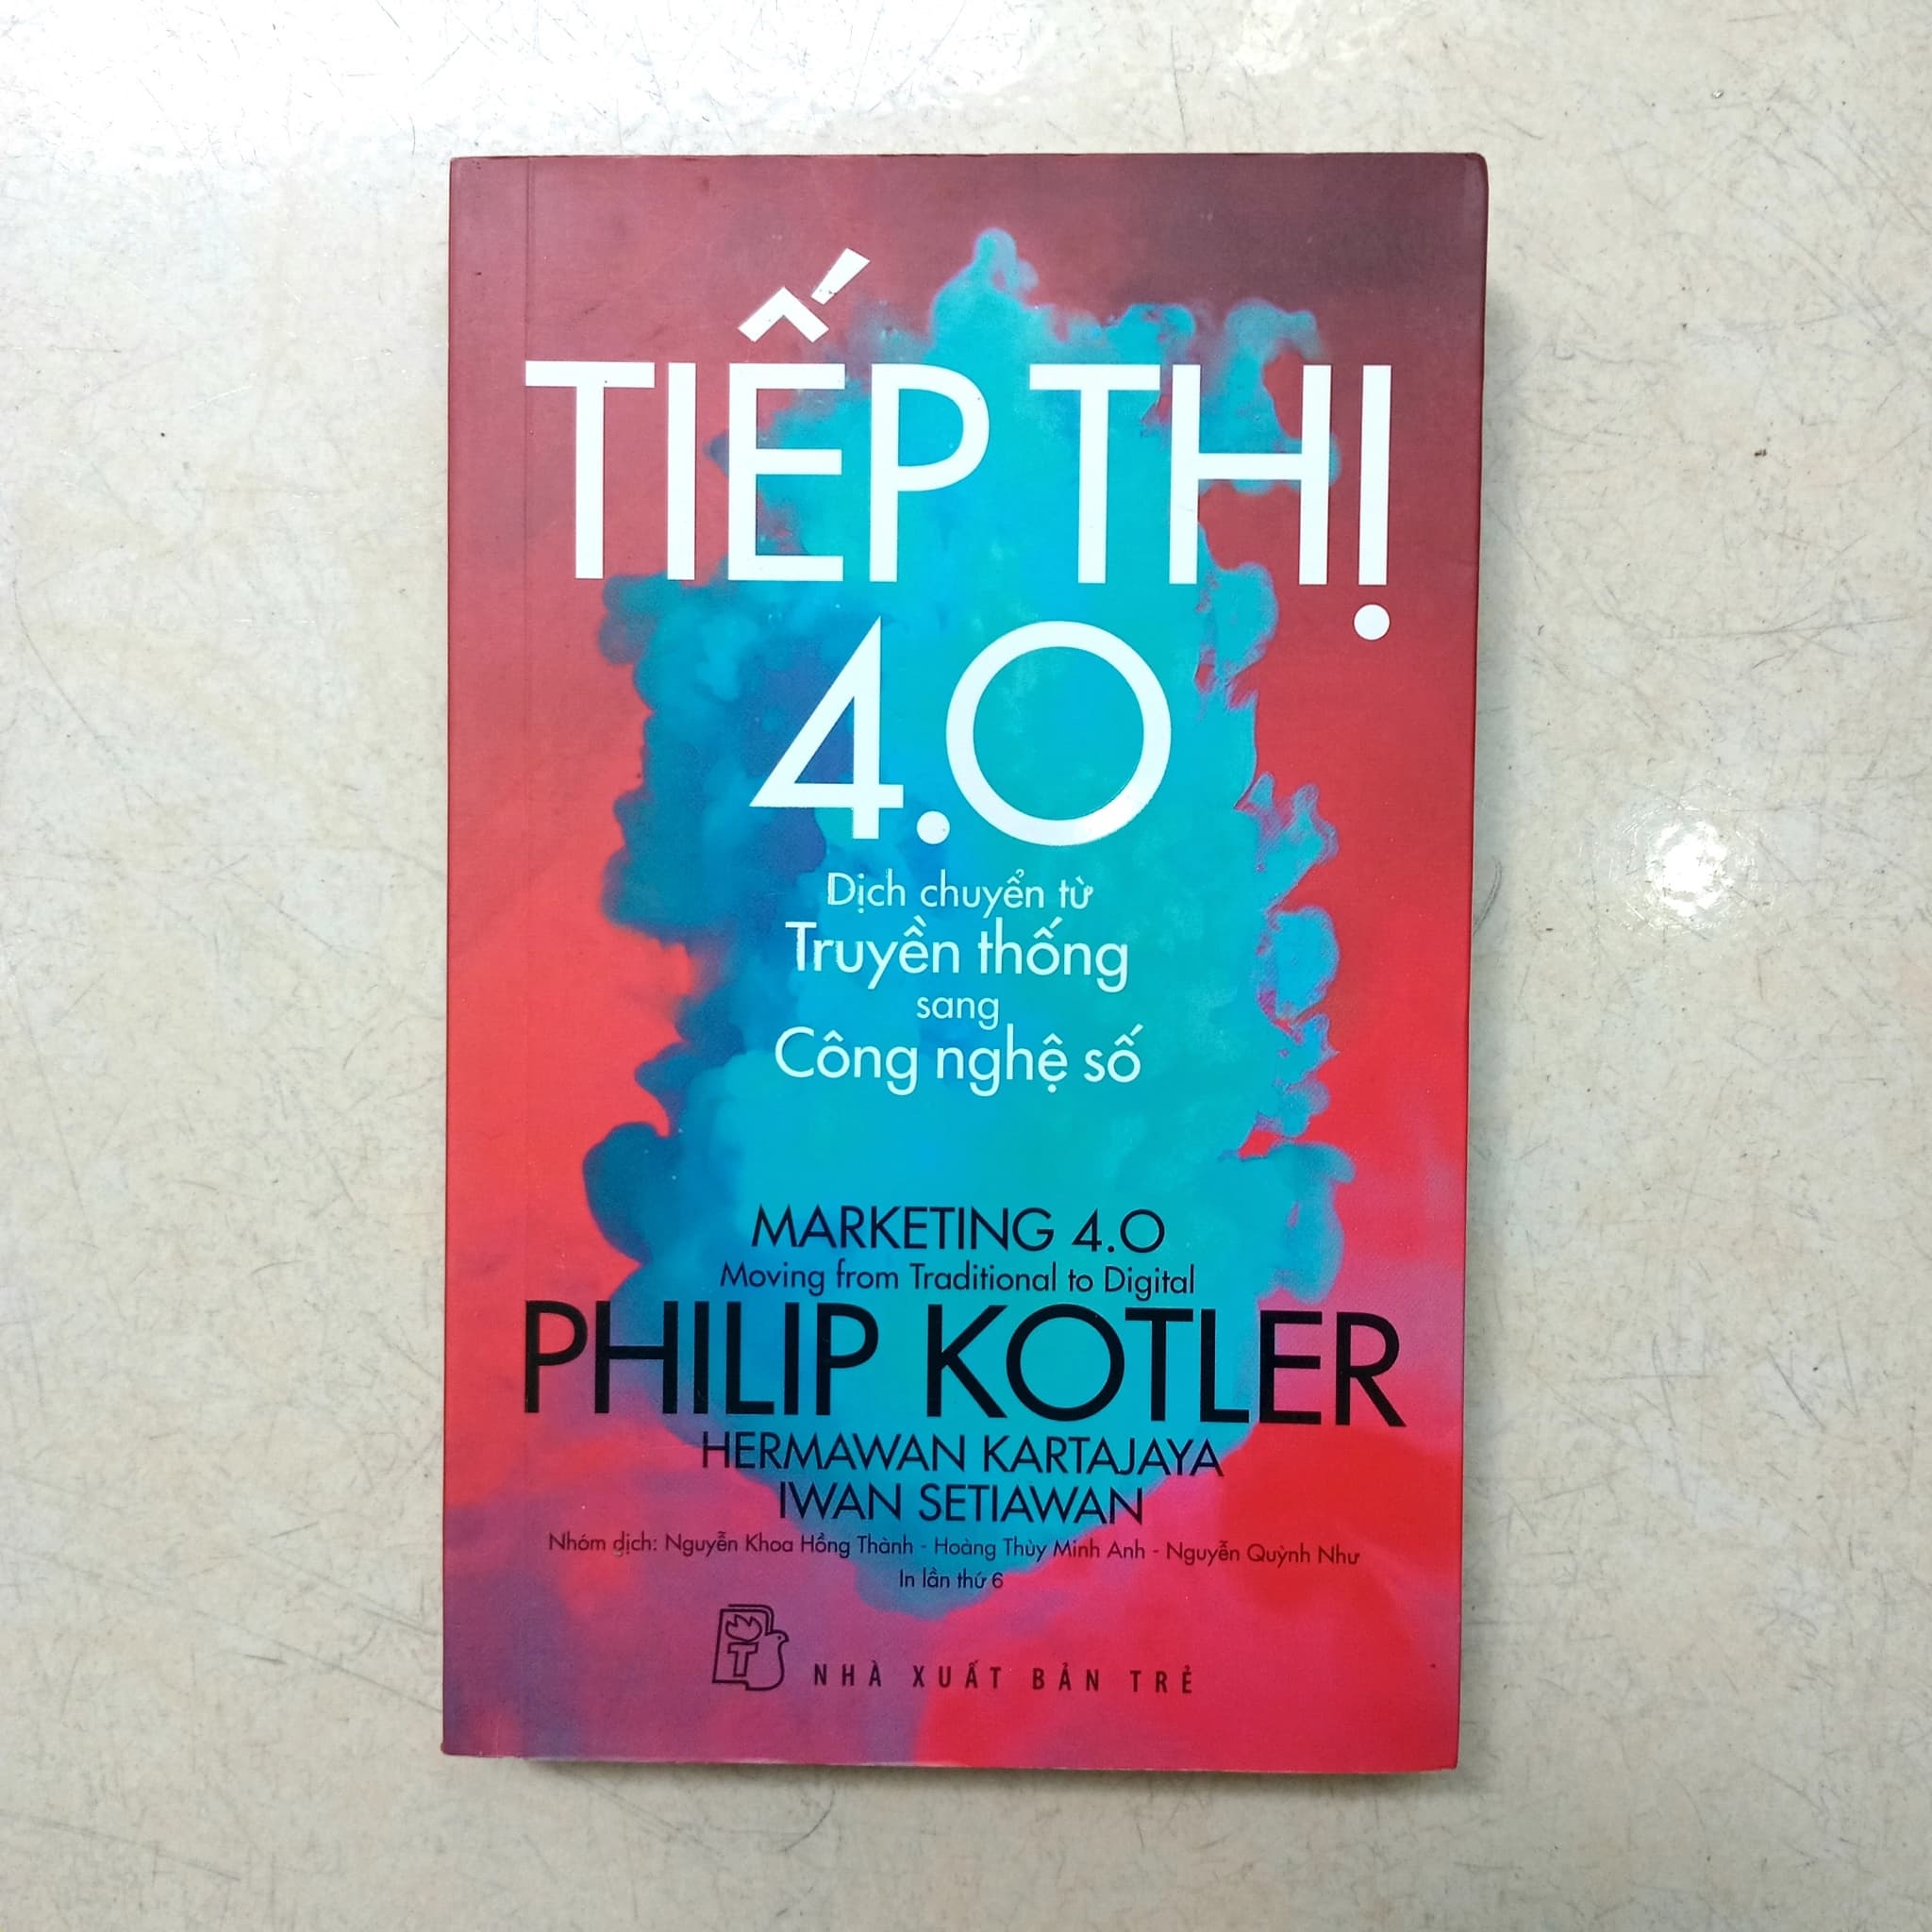 TIẾP THỊ
4.0
Dịch chuyển từ
Truyền thống
sang
Công nghệ số
MARKETING 4.0
Moving from Traditional to Digital
PHILIP KOTLER
HERMAWAN KARTAJAYA
IWAN SETIAWAN
Nhóm dịch: Nguyễn Khoa Hồng Thành - Hoàng Thùy Minh Anh - Nguyễn Quỳnh Như
In lần thứ 6
NHÀ XUẤT BẢN TRẺ